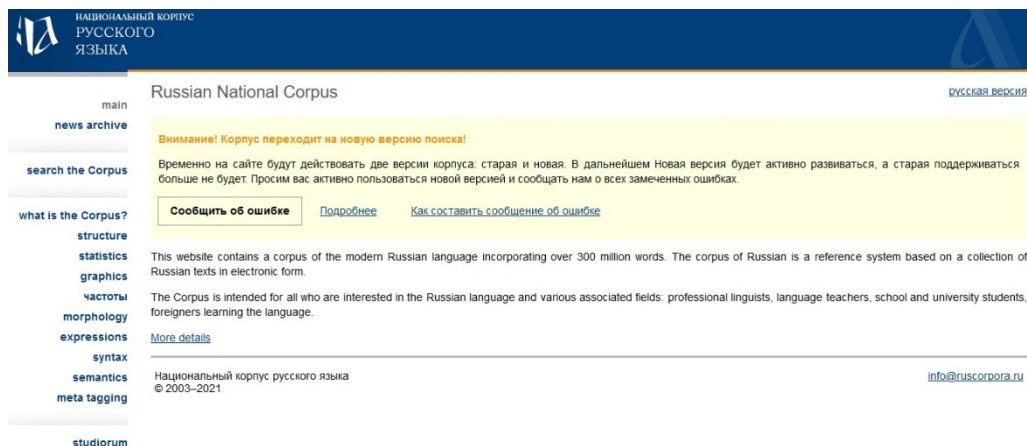 НАЦИОНАЛЬНЫЙ КОРПУС
РУССКОГО
ЯЗЫКА
main
news archive
search the Corpus
what is the Corpus?
structure
statistics
graphics
частоты
morphology
expressions
syntax
semantics
meta tagging
studiorum
Russian National Corpus
русская версия
Внимание! Корпус переходит на новую версию поиска!
Временно на сайте будут действовать две версии корпуса: старая и новая. В дальнейшем Новая версия будет активно развиваться, а старая поддерживаться
больше не будет. Просим вас активно пользоваться новой версией и сообщать нам о всех замеченных ошибках.
Сообщить об ошибке Подробнее Как составить сообщение об ошибке
This website contains a corpus of the modern Russian language incorporating over 300 million words. The corpus of Russian is a reference system based on a collection of
Russian texts in electronic form.
The Corpus is intended for all who are interested in the Russian language and various associated fields: professional linguists, language teachers, school and university students,
foreigners learning the language.
More details
Национальный корпус русского языка
© 2003–2021
info@ruscorpora.ru